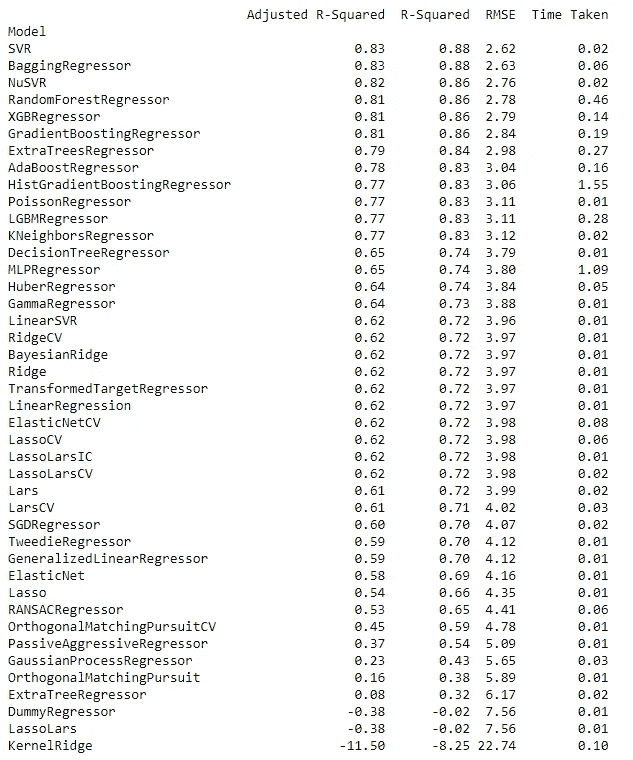 Adjusted R-Squared R-Squared RMSE Time Taken
Model
SVR 0.83 0.88 2.62 0.02
BaggingRegressor 0.83 0.88 2.63 0.06
NuSVR 0.82 0.86 2.76 0.02
RandomForestRegressor 0.81 0.86 2.78 0.46
XGBRegressor 0.81 0.86 2.79 0.14
GradientBoostingRegressor 0.81 0.86 2.84 0.19
ExtraTreesRegressor 0.79 0.84 2.98 0.27
AdaBoostRegressor 0.78 0.83 3.04 0.16
HistGradientBoostingRegressor 0.77 0.83 3.06 1.55
PoissonRegressor 0.77 0.83 3.11 0.01
LGBMRegressor 0.77 0.83 3.11 0.28
KNeighborsRegressor 0.77 0.83 3.12 0.02
DecisionTreeRegressor 0.65 0.74 3.79 0.01
MLPRegressor 0.65 0.74 3.80 1.09
HuberRegressor 0.64 0.74 3.84 0.05
GammaRegressor 0.64 0.73 3.88 0.01
LinearSVR 0.62 0.72 3.96 0.01
RidgeCV 0.62 0.72 3.97 0.01
BayesianRidge 0.62 0.72 3.97 0.01
Ridge 0.62 0.72 3.97 0.01
TransformedTargetRegressor 0.62 0.72 3.97 0.01
LinearRegression 0.62 0.72 3.97 0.01
ElasticNetCV 0.62 0.72 3.98 0.08
LassoCV 0.62 0.72 3.98 0.06
LassoLarsIC 0.62 0.72 3.98 0.01
LassoLarsCV 0.62 0.72 3.98 0.02
Lars 0.61 0.72 3.99 0.02
LarsCV 0.61 0.71 4.02 0.03
SGDRegressor 0.60 0.70 4.07 0.02
TweedieRegressor 0.59 0.70 4.12 0.01
GeneralizedLinearRegressor 0.59 0.70 4.12 0.01
ElasticNet 0.58 0.69 4.16 0.01
Lasso 0.54 0.66 4.35 0.01
RANSACRegressor 0.53 0.65 4.41 0.06
OrthogonalMatchingPursuitCV 0.45 0.59 4.78 0.01
PassiveAggressiveRegressor 0.37 0.54 5.09 0.01
GaussianProcessRegressor 0.23 0.43 5.65 0.03
OrthogonalMatchingPursuit 0.16 0.38 5.89 0.01
ExtraTreeRegressor 0.08 0.32 6.17 0.02
DummyRegressor -0.38 -0.02 7.56 0.01
LassoLars -0.38 -0.02 7.56 0.01
KernelRidge -11.50 -8.25 22.74 0.10